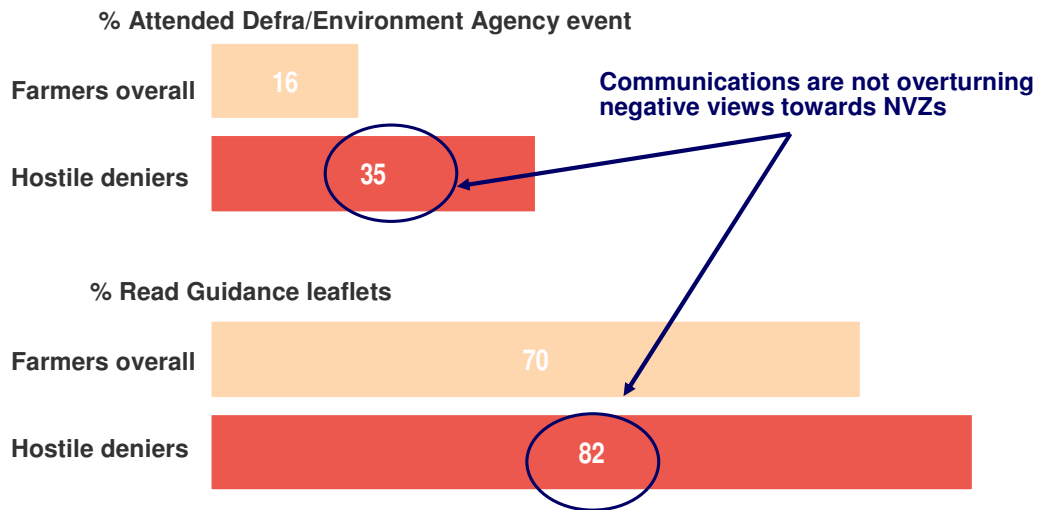 % Attended Defra/Environment Agency event
Farmers overall
16
Communications are not overturning
negative views towards NVZs
Hostile deniers
35
% Read Guidance leaflets
Farmers overall
70
Hostile deniers
82